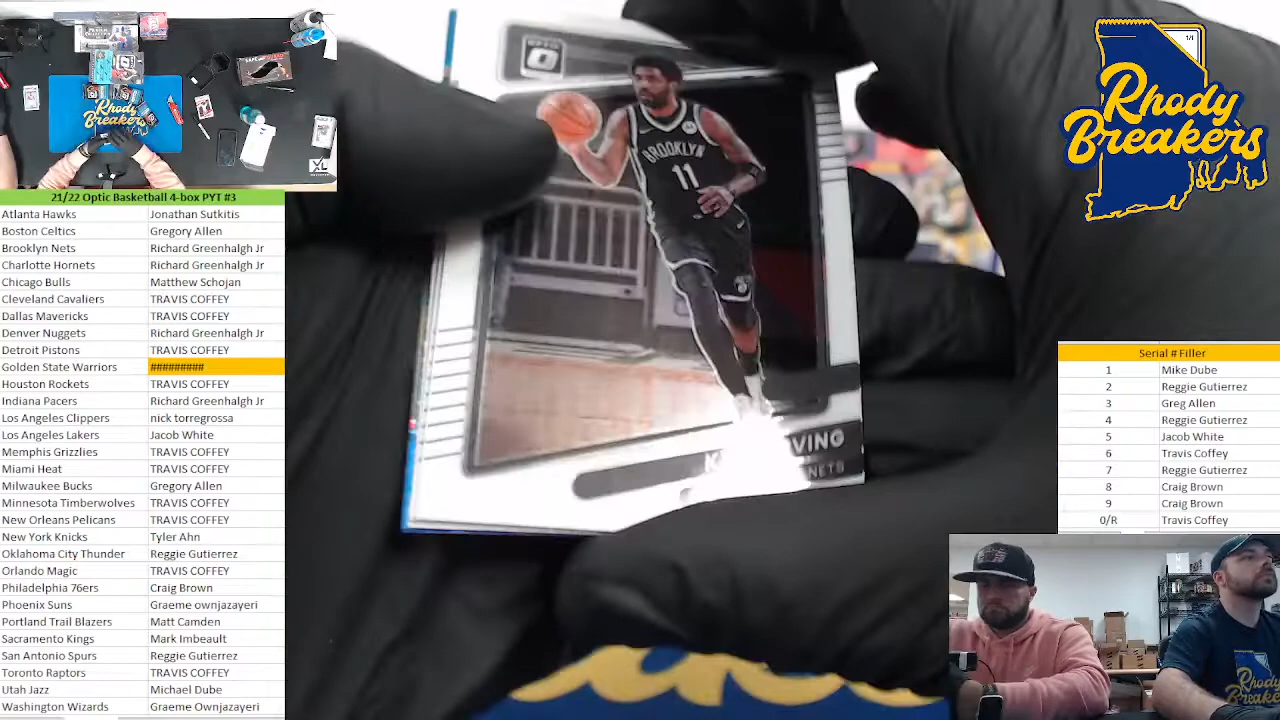 21/22 Optic Basketball 4-box PYT #3
Atlanta Hawks Jonathan Sutkitis
Boston Celtics Gregory Allen
Brooklyn Nets Richard Greenhalgh Jr
Charlotte Hornets Richard Greenhalgh Jr
Chicago Bulls Matthew Schojan
Cleveland Cavaliers TRAVIS COFFEY
Dallas Mavericks TRAVIS COFFEY
Denver Nuggets Richard Greenhalgh Jr
Detroit Pistons TRAVIS COFFEY
Golden State Warriors #########
Houston Rockets TRAVIS COFFEY
Indiana Pacers Richard Greenhalgh Jr
Los Angeles Clippers nick torregrossa
Los Angeles Lakers Jacob White
Memphis Grizzlies TRAVIS COFFEY
Miami Heat TRAVIS COFFEY
Milwaukee Bucks Gregory Allen
Minnesota Timberwolves TRAVIS COFFEY
New Orleans Pelicans TRAVIS COFFEY
New York Knicks Tyler Ahn
Oklahoma City Thunder Reggie Gutierrez
Orlando Magic TRAVIS COFFEY
Philadelphia 76ers Craig Brown
Phoenix Suns Graeme ownjazayeri
Portland Trail Blazers Matt Camden
Sacramento Kings Mark Imbeault
San Antonio Spurs Reggie Gutierrez
Toronto Raptors TRAVIS COFFEY
Utah Jazz Michael Dube
Washington Wizards Graeme Ownjazayeri
Rhody
Breakers
BROOKLYN
11
VING
NETS
1/1
Rhody
Breakers
Serial # Filler
1 Mike Dube
2 Reggie Gutierrez
3 Greg Allen
4 Reggie Gutierrez
5 Jacob White
6 Travis Coffey
7 Reggie Gutierrez
8 Craig Brown
9 Craig Brown
0/R Travis Coffey
Rhody
Breakers